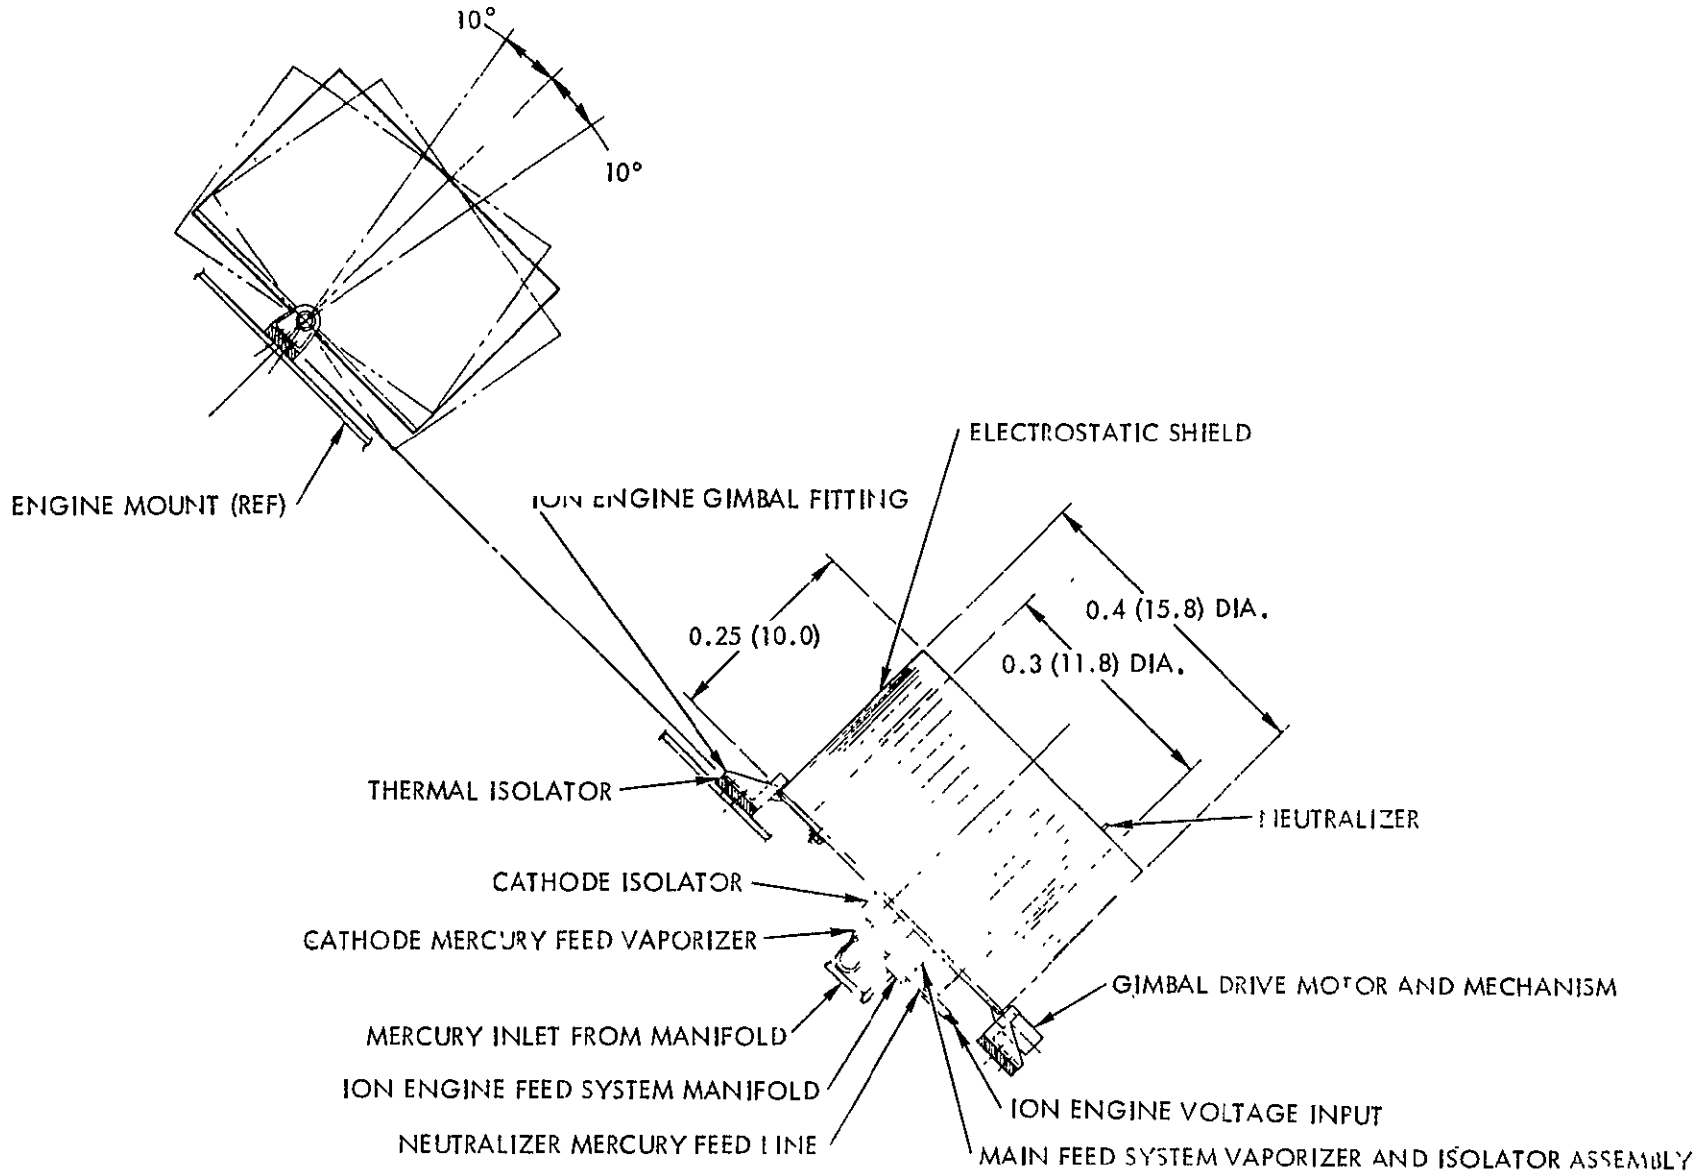 10°
10°
ENGINE MOUNT (REF)
ION ENGINE GIMBAL FITTING
ELECTROSTATIC SHIELD
0.25 (10.0)
0.4 (15.8) DIA.
0.3 (11.8) DIA.
THERMAL ISOLATOR
NEUTRALIZER
CATHODE ISOLATOR
CATHODE MERCURY FEED VAPORIZER
GIMBAL DRIVE MOTOR AND MECHANISM
MERCURY INLET FROM MANIFOLD
ION ENGINE FEED SYSTEM MANIFOLD
ION ENGINE VOLTAGE INPUT
NEUTRALIZER MERCURY FEED LINE
MAIN FEED SYSTEM VAPORIZER AND ISOLATOR ASSEMBLY